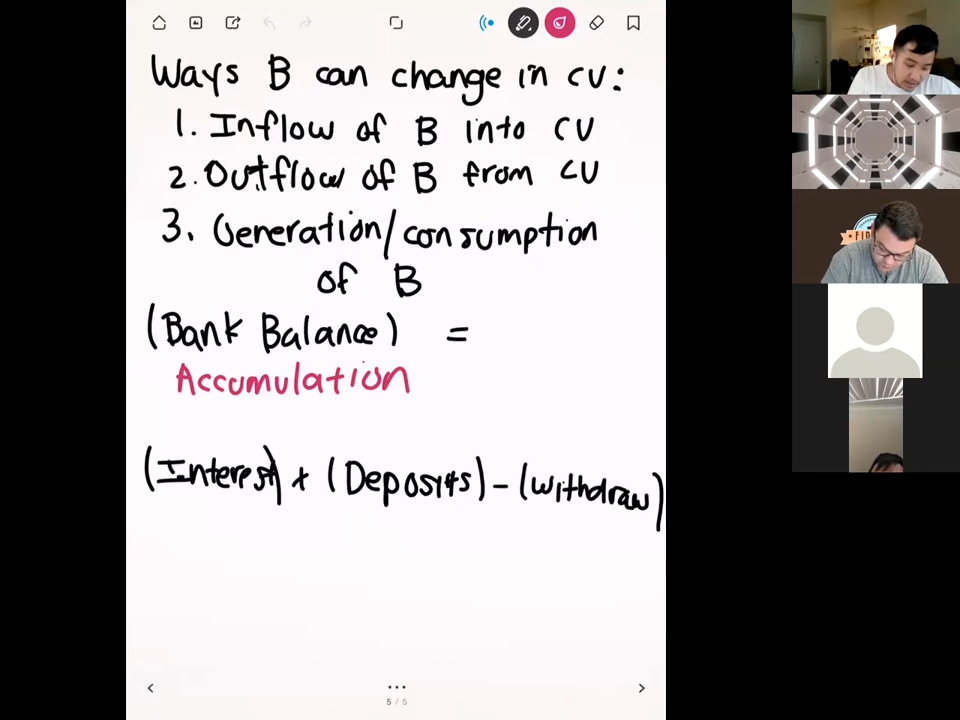 Ways B can change in CV:
1. Inflow of B into CV
2. Outflow of B from CV
3. Generation/consumption
of B
(Bank Balance) =
Accumulation
(Interest) + (Deposits) - (withdraw)
5 / 5